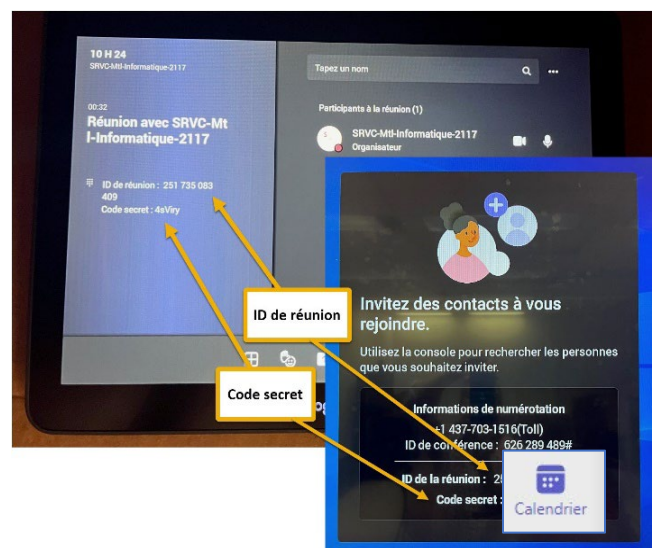 10 H 24
SRVC-Mtl-Informatique-2117
00:32
Réunion avec SRVC-Mt
l-Informatique-2117
ID de réunion : 251 735 083
409
Code secret : 4sViry
Tapez un nom
Participants à la réunion (1)
SRVC-Mtl-Informatique-2117
Organisateur
ID de réunion
Code secret
Invitez des contacts à vous
rejoindre.
Utilisez la console pour rechercher les personnes
que vous souhaitez inviter.
Informations de numérotation
+1 437-703-1516(Toll)
ID de conférence : 626 289 489#
ID de la réunion :
Code secret :
Calendrier